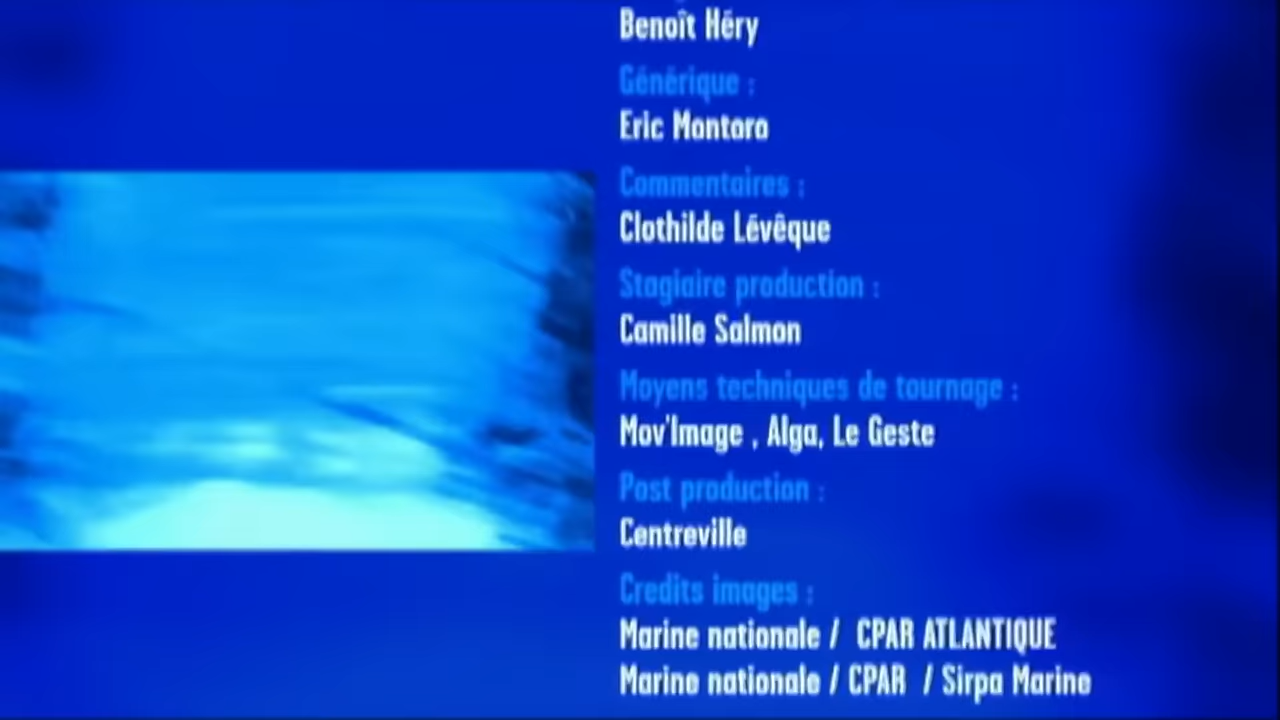 Benoît Héry
Générique :
Eric Montoro
Commentaires :
Clothilde Lévêque
Stagiaire production :
Camille Salmon
Moyens techniques de tournage :
Mov'Image , Alga, Le Geste
Post production :
Centreville
Credits images :
Marine nationale / CPAR ATLANTIQUE
Marine nationale / CPAR / Sirpa Marine